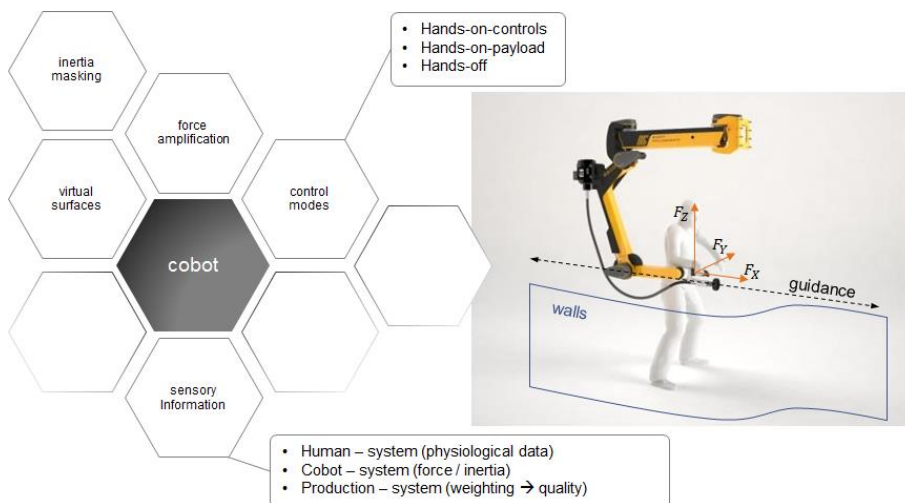 • Hands-on-controls
• Hands-on-payload
• Hands-off
inertia
masking
force
amplification
virtual
surfaces
control
modes
cobot
sensory
Information
F_Z
F_Y
F_X
guidance
walls
• Human – system (physiological data)
• Cobot – system (force / inertia)
• Production – system (weighting → quality)